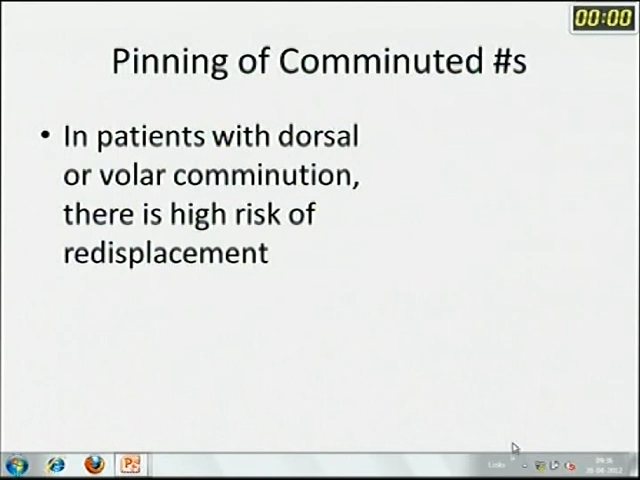 00:00
Pinning of Comminuted #s
• In patients with dorsal
or volar comminution,
there is high risk of
redisplacement